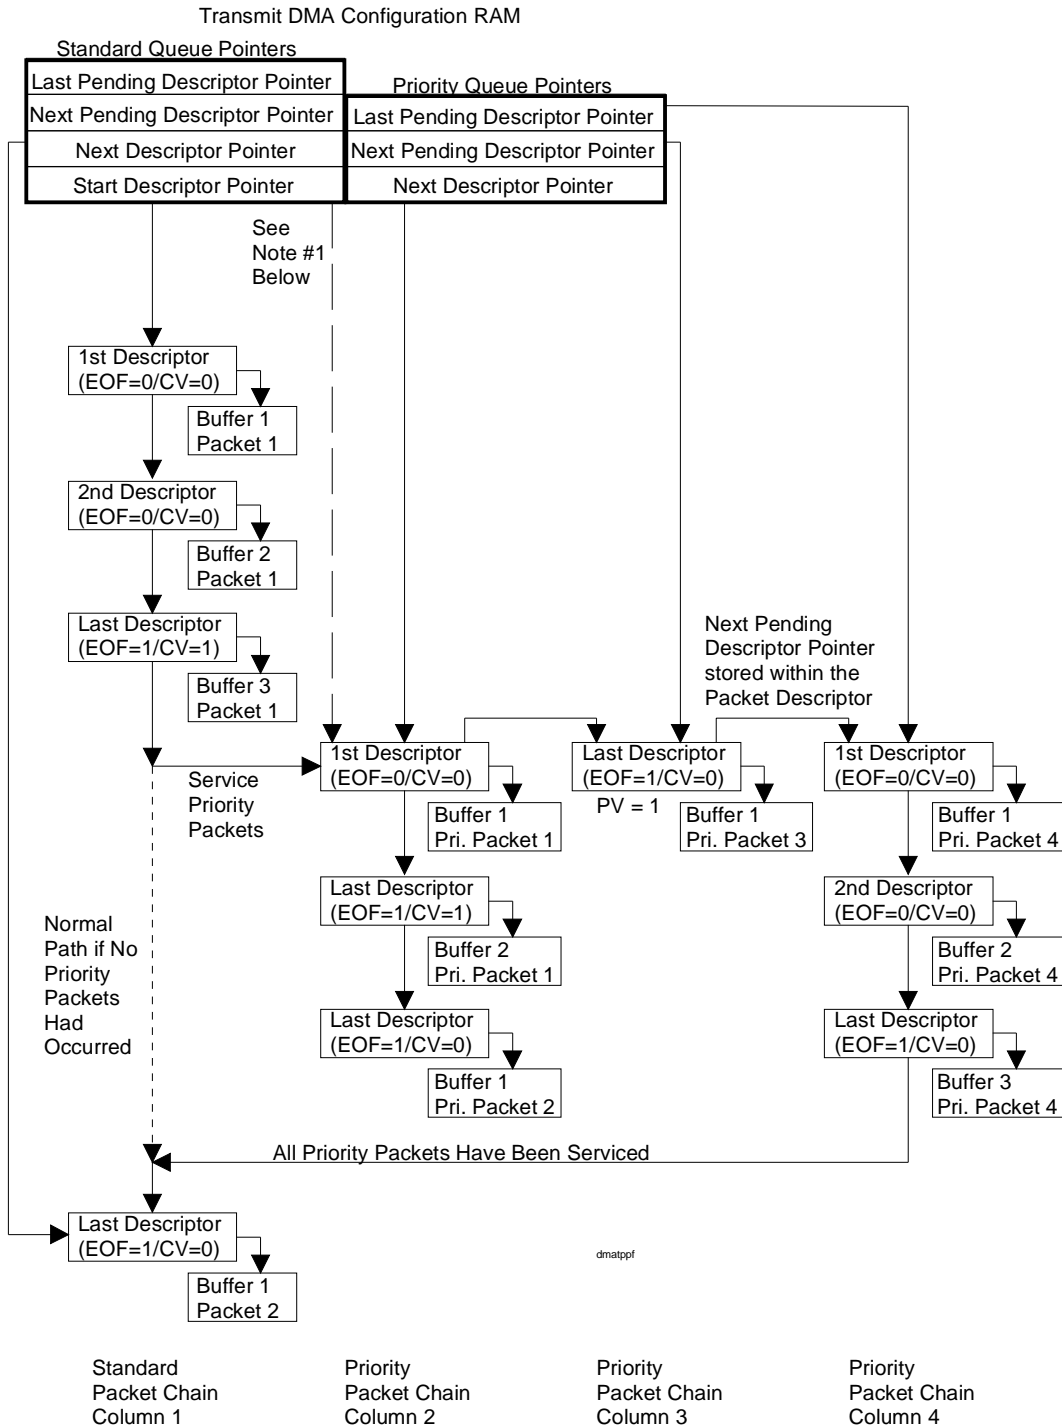 Transmit DMA Configuration RAM
Standard Queue Pointers
Last Pending Descriptor Pointer
Next Pending Descriptor Pointer
Next Descriptor Pointer
Start Descriptor Pointer
Priority Queue Pointers
Last Pending Descriptor Pointer
Next Pending Descriptor Pointer
Next Descriptor Pointer
See
Note #1
Below
1st Descriptor
(EOF=0/CV=0)
Buffer 1
Packet 1
2nd Descriptor
(EOF=0/CV=0)
Buffer 2
Packet 1
Last Descriptor
(EOF=1/CV=1)
Buffer 3
Packet 1
Next Pending
Descriptor Pointer
stored within the
Packet Descriptor
Service
Priority
Packets
1st Descriptor
(EOF=0/CV=0)
Buffer 1
Pri. Packet 1
Last Descriptor
(EOF=1/CV=0)
PV = 1
Buffer 1
Pri. Packet 3
1st Descriptor
(EOF=0/CV=0)
Buffer 1
Pri. Packet 4
Last Descriptor
(EOF=1/CV=1)
Buffer 2
Pri. Packet 1
2nd Descriptor
(EOF=0/CV=0)
Buffer 2
Pri. Packet 4
Normal
Path if No
Priority
Packets
Had
Occurred
Last Descriptor
(EOF=1/CV=0)
Buffer 1
Pri. Packet 2
Last Descriptor
(EOF=1/CV=0)
Buffer 3
Pri. Packet 4
All Priority Packets Have Been Serviced
Last Descriptor
(EOF=1/CV=0)
Buffer 1
Packet 2
dmatppf
Standard
Packet Chain
Column 1
Priority
Packet Chain
Column 2
Priority
Packet Chain
Column 3
Priority
Packet Chain
Column 4